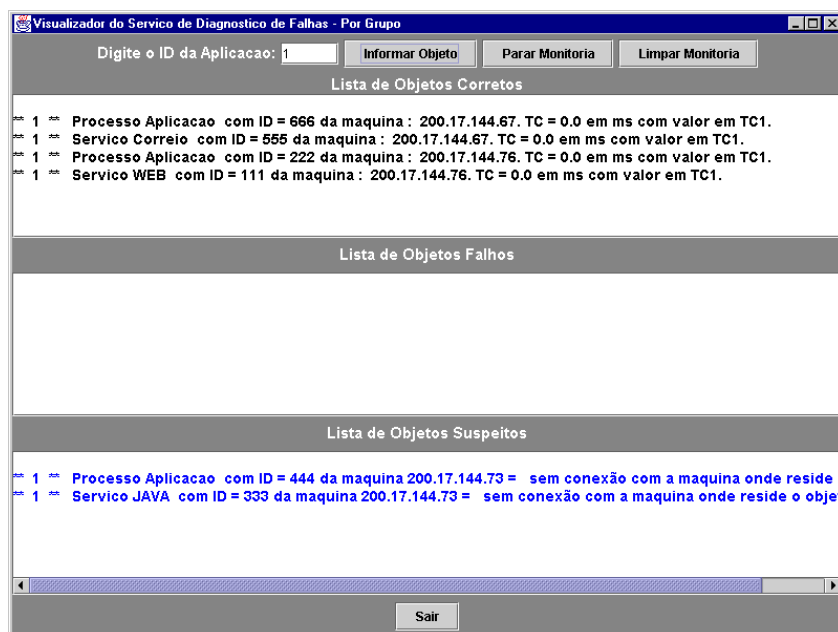 Visualizador do Servico de Diagnostico de Falhas - Por Grupo
Digite o ID da Aplicacao: 1 Informar Objeto Parar Monitoria Limpar Monitoria
Lista de Objetos Corretos
** 1 ** Processo Aplicacao com ID = 666 da maquina : 200.17.144.67. TC = 0.0 em ms com valor em TC1.
** 1 ** Servico Correio com ID = 555 da maquina : 200.17.144.67. TC = 0.0 em ms com valor em TC1.
** 1 ** Processo Aplicacao com ID = 222 da maquina : 200.17.144.76. TC = 0.0 em ms com valor em TC1.
** 1 ** Servico WEB com ID = 111 da maquina : 200.17.144.76. TC = 0.0 em ms com valor em TC1.
Lista de Objetos Falhos
Lista de Objetos Suspeitos
** 1 ** Processo Aplicacao com ID = 444 da maquina 200.17.144.73 = sem conexão com a maquina onde reside
** 1 ** Servico JAVA com ID = 333 da maquina 200.17.144.73 = sem conexão com a maquina onde reside o obje
Sair